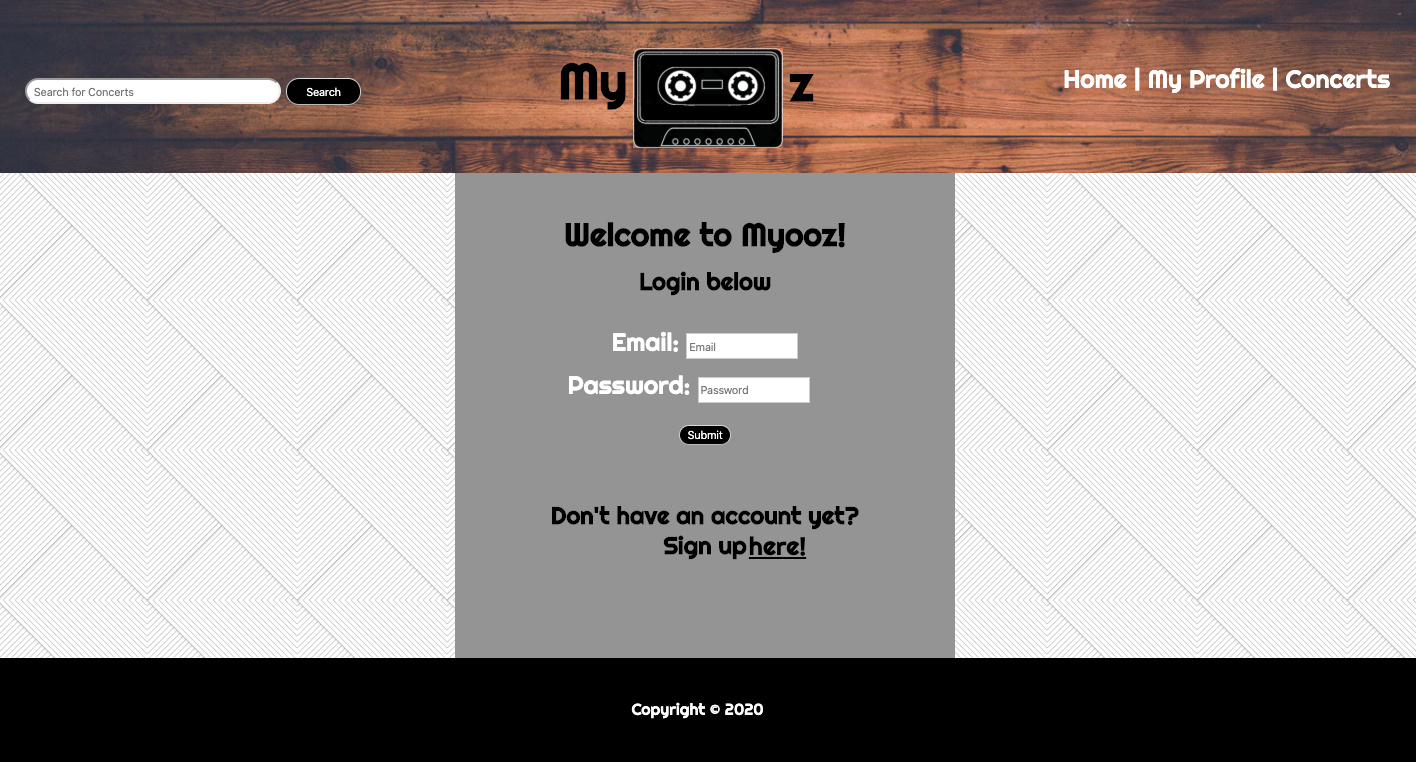 Search for Concerts
Search
My z
Home | My Profile | Concerts
Welcome to Myooz!
Login below
Email: Email
Password: Password
Submit
Don't have an account yet?
Sign up here!
Copyright © 2020